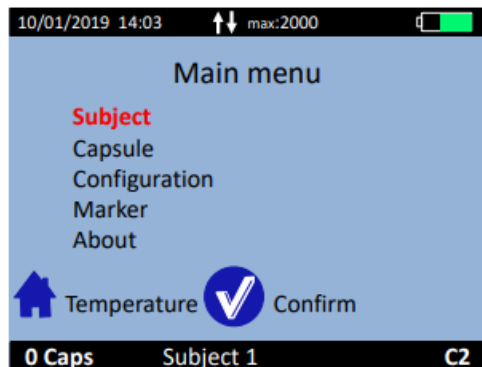 10/01/2019 14:03 max:2000
Main menu
Subject
Capsule
Configuration
Marker
About
Temperature Confirm
0 Caps Subject 1 C2